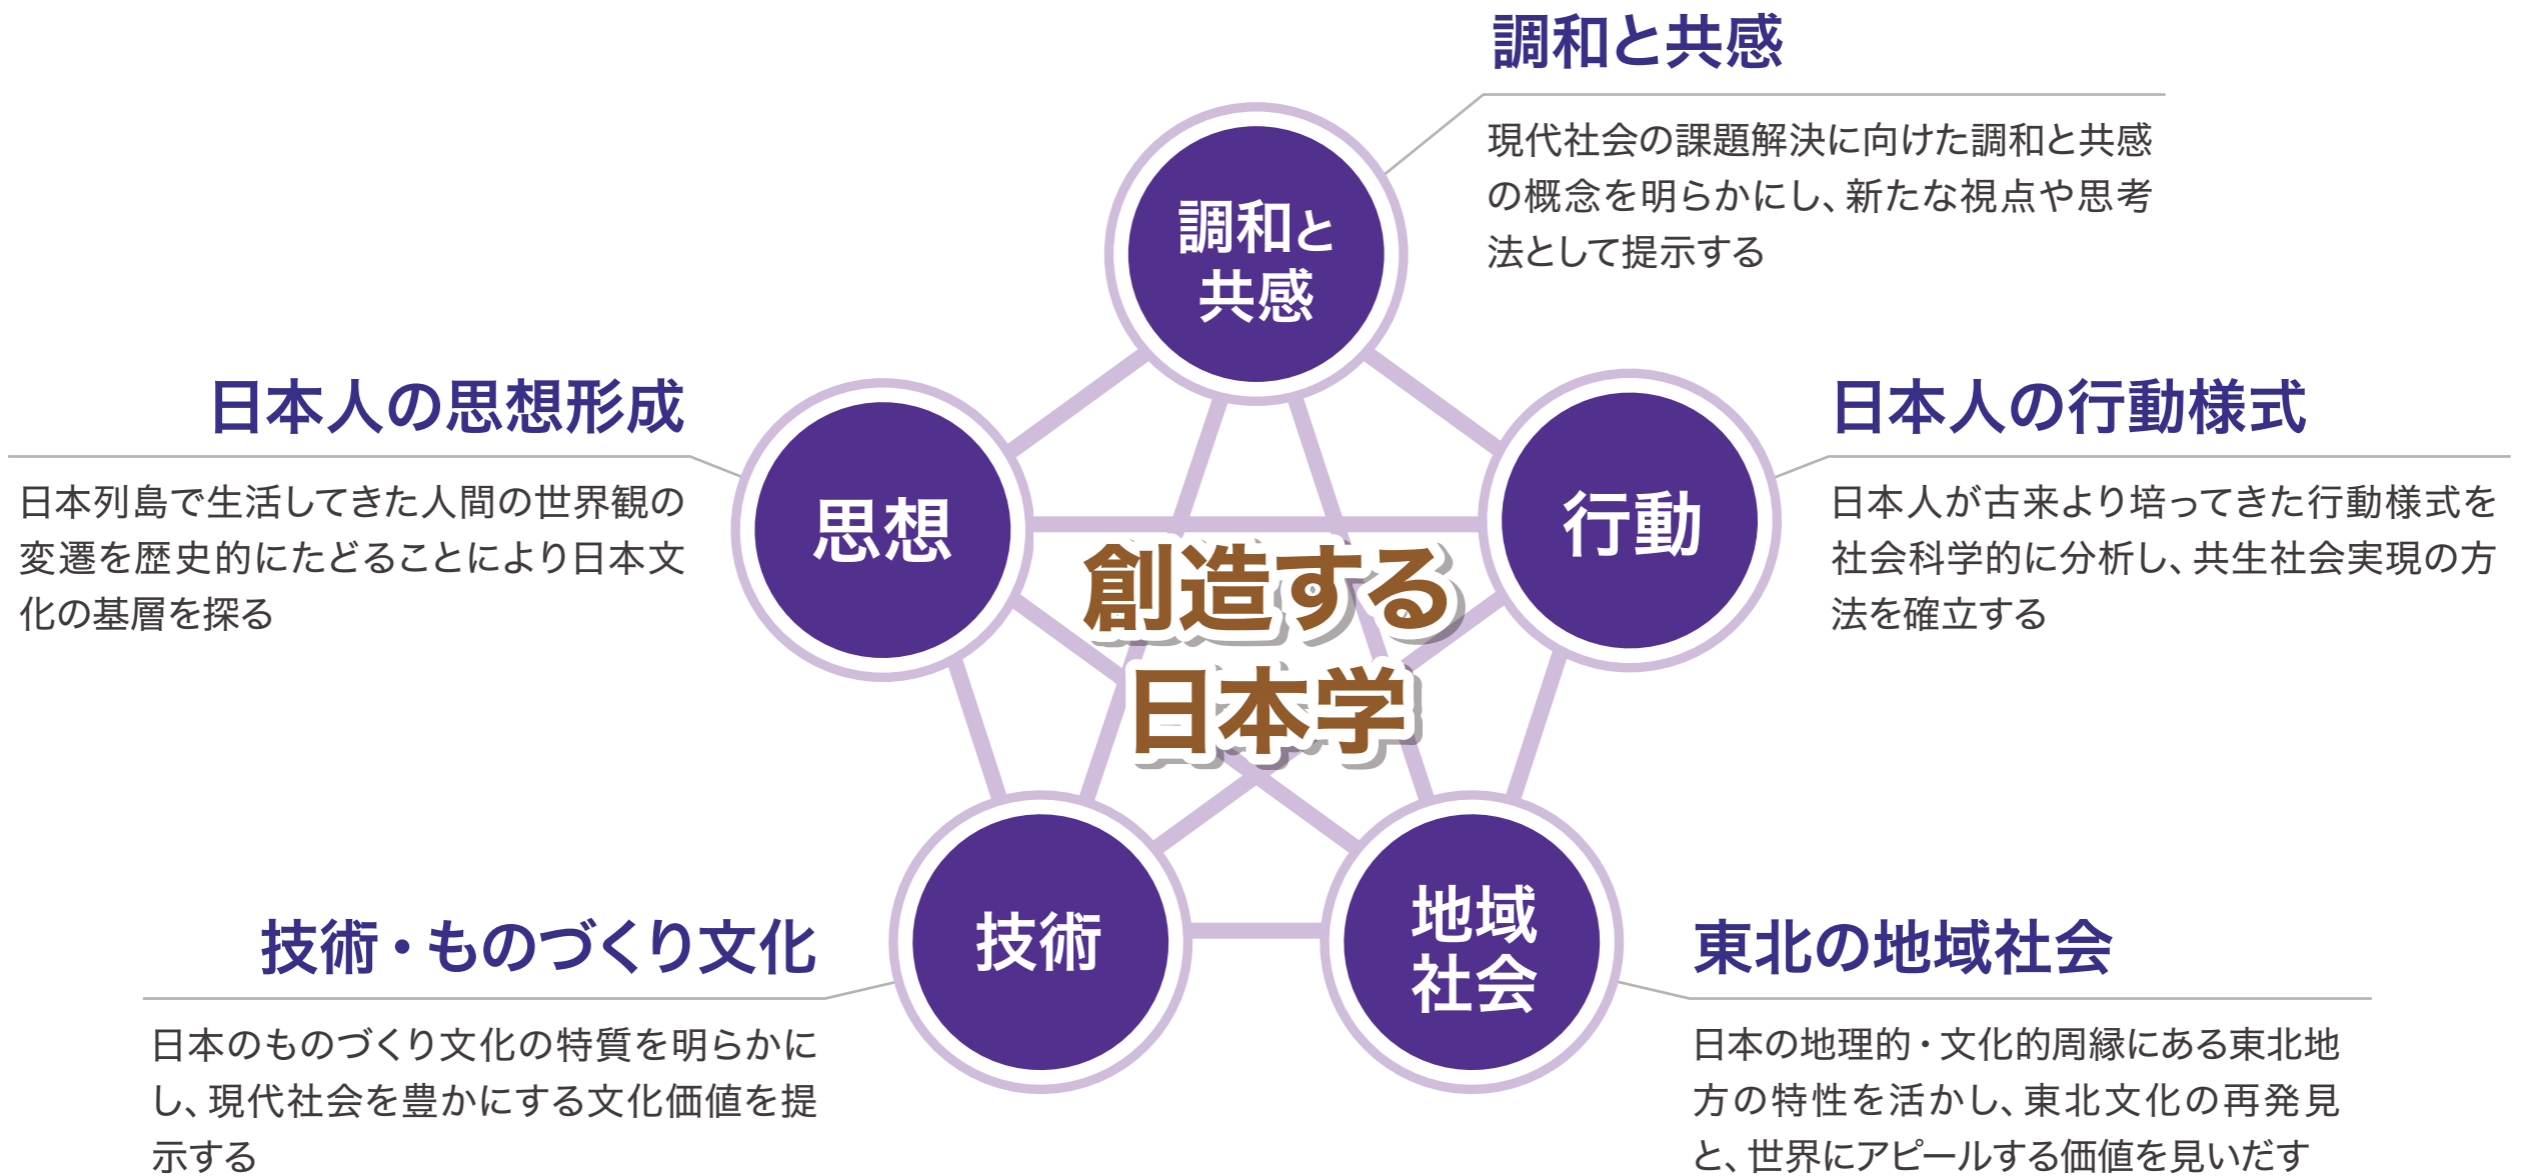 調和と共感
現代社会の課題解決に向けた調和と共感
の概念を明らかにし、新たな視点や思考
法として提示する
調和と
共感
日本人の思想形成
日本列島で生活してきた人間の世界観の
変遷を歴史的にたどることにより日本文
化の基層を探る
思想
行動
日本人の行動様式
日本人が古来より培ってきた行動様式を
社会科学的に分析し、共生社会実現の方
法を確立する
創造する
日本学
技術・ものづくり文化
日本のものづくり文化の特質を明らかに
し、現代社会を豊かにする文化価値を提
示する
技術
地域
社会
東北の地域社会
日本の地理的・文化的周縁にある東北地
方の特性を活かし、東北文化の再発見
と、世界にアピールする価値を見いだす